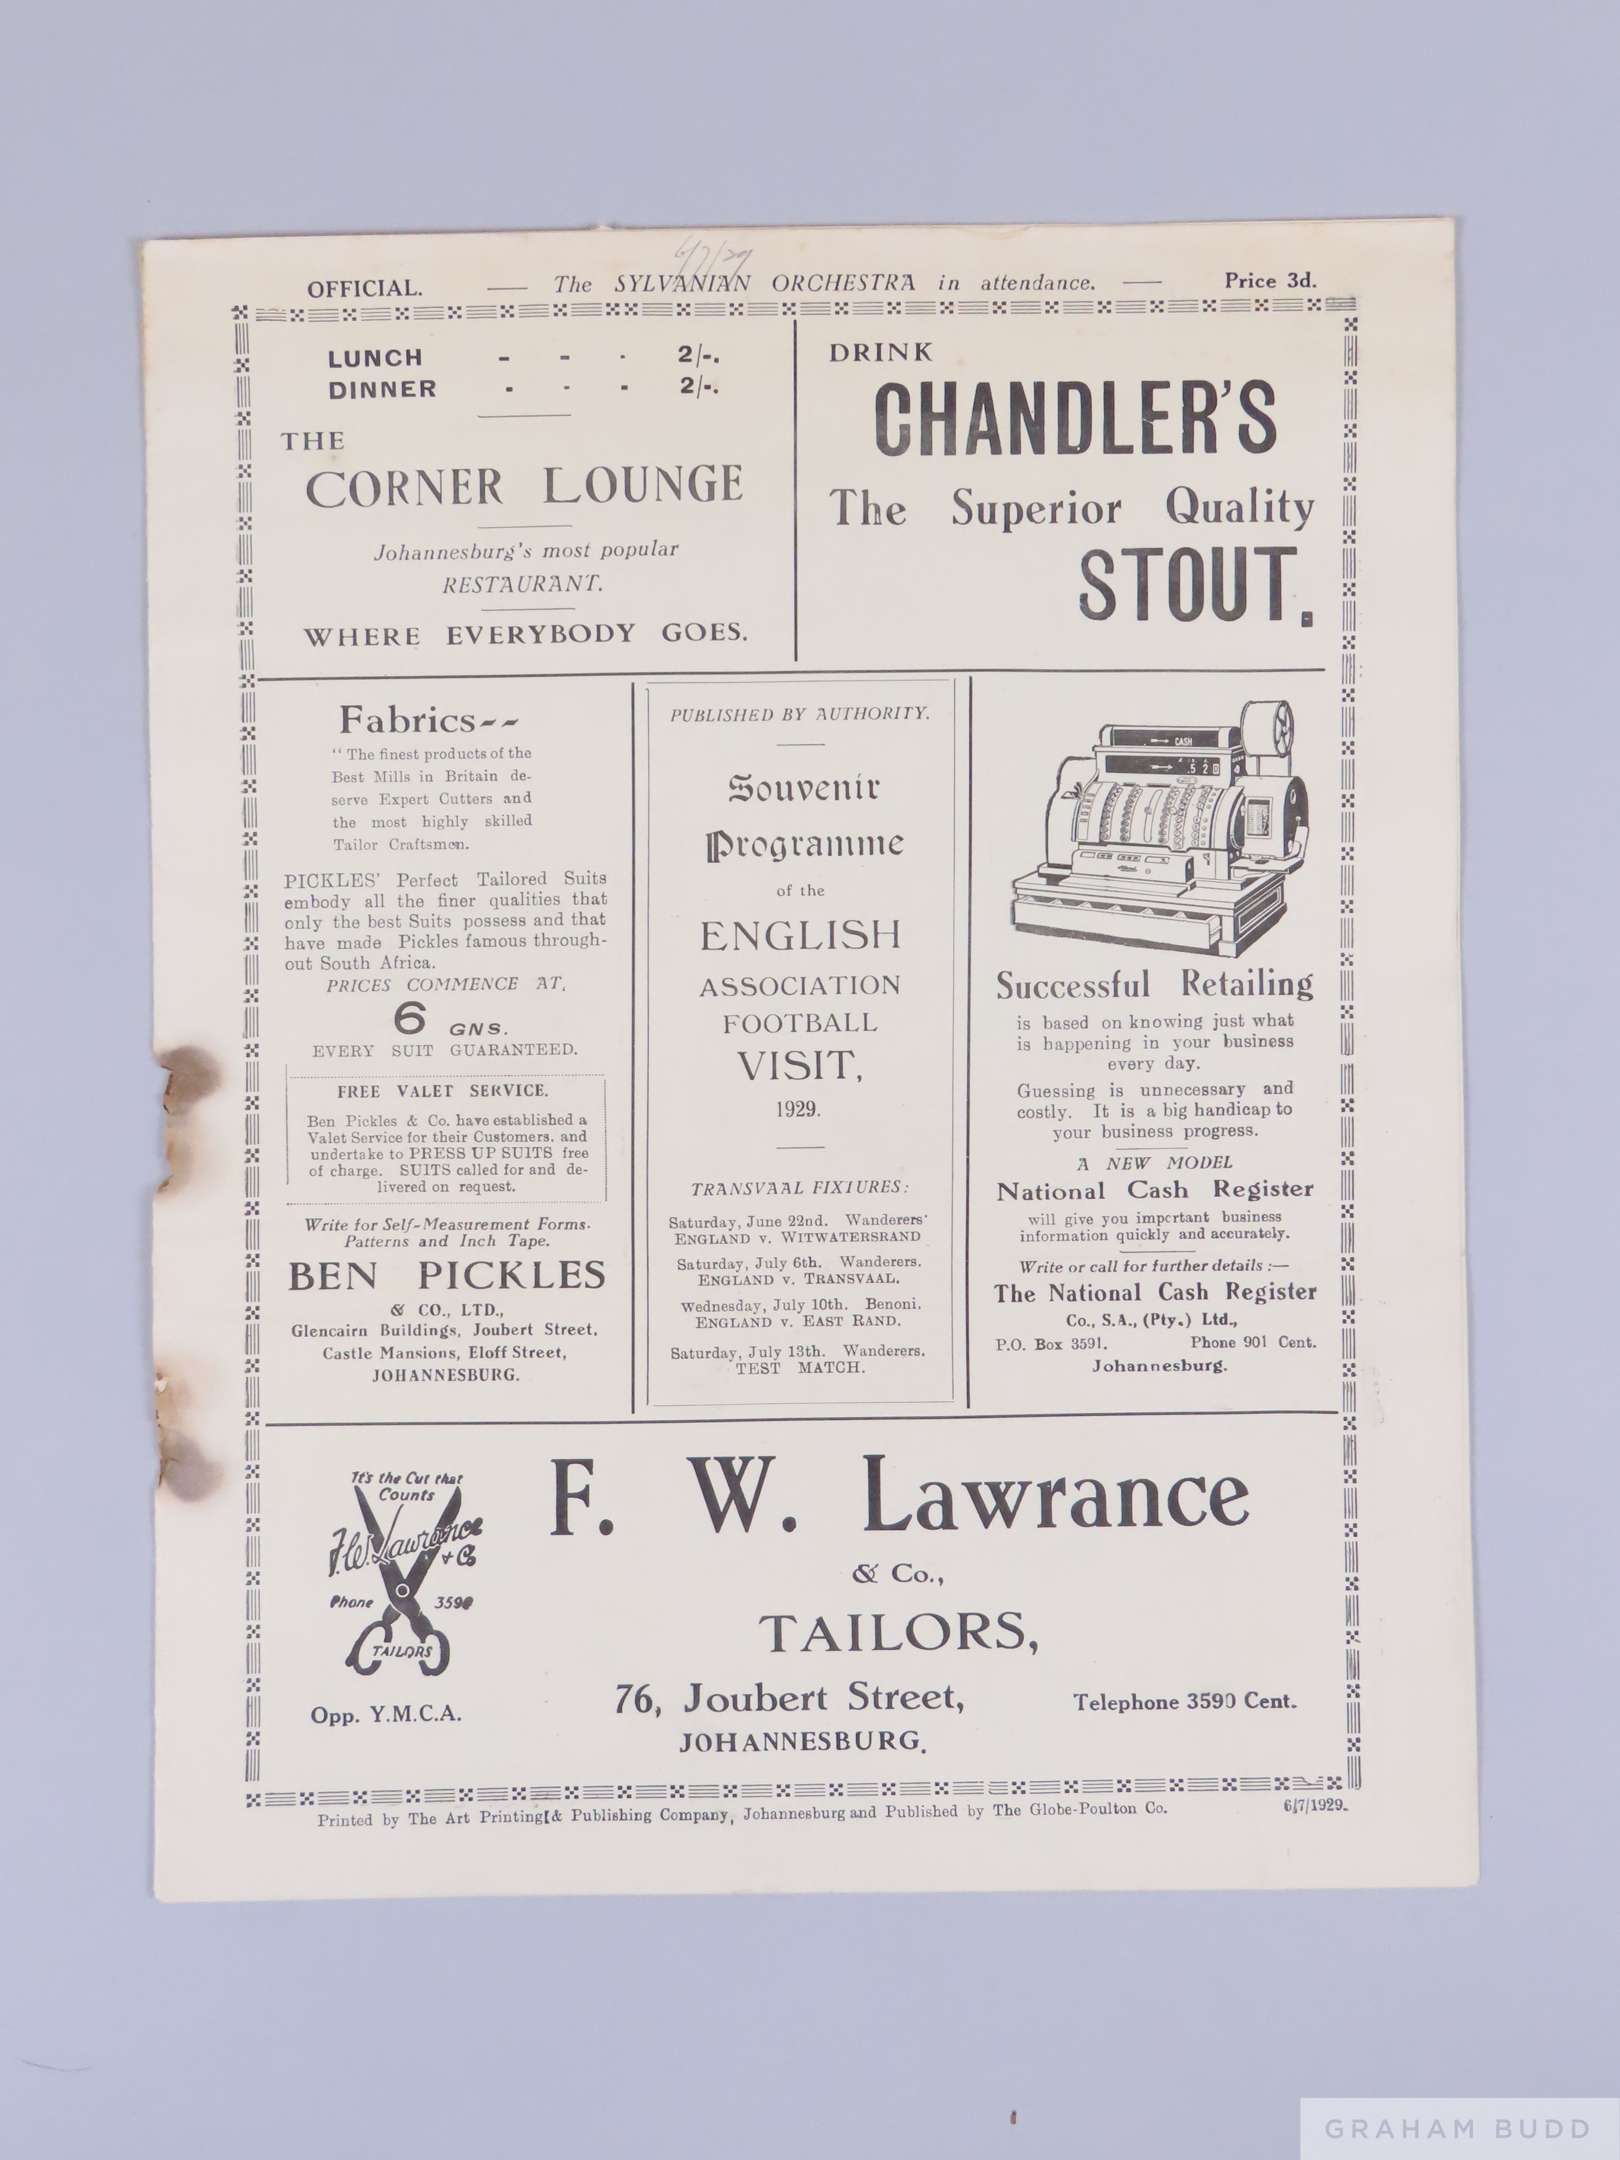 6/7/29
OFFICIAL. — The SYLVANIAN ORCHESTRA in attendance. — Price 3d.
LUNCH - - - 2/-.
DINNER - - - 2/-.
THE
CORNER LOUNGE
Johannesburg's most popular
RESTAURANT.
WHERE EVERYBODY GOES.
DRINK
CHANDLER'S
The Superior Quality
STOUT.
Fabrics--
"The finest products of the
Best Mills in Britain de-
serve Expert Cutters and
the most highly skilled
Tailor Craftsmen.
PICKLES' Perfect Tailored Suits
embody all the finer qualities that
only the best Suits possess and that
have made Pickles famous through-
out South Africa.
PRICES COMMENCE AT,
6 GNS.
EVERY SUIT GUARANTEED.
FREE VALET SERVICE.
Ben Pickles & Co. have established a
Valet Service for their Customers. and
undertake to PRESS UP SUITS free
of charge. SUITS called for and de-
livered on request.
Write for Self-Measurement Forms.
Patterns and Inch Tape.
BEN PICKLES
& CO., LTD.,
Glencairn Buildings, Joubert Street,
Castle Mansions, Eloff Street,
JOHANNESBURG.
PUBLISHED BY AUTHORITY.
Souvenir
Programme
of the
ENGLISH
ASSOCIATION
FOOTBALL
VISIT,
1929.
TRANSVAAL FIXTURES:
Saturday, June 22nd. Wanderers'
ENGLAND v. WITWATERSRAND
Saturday, July 6th. Wanderers.
ENGLAND v. TRANSVAAL.
Wednesday, July 10th. Benoni.
ENGLAND v. EAST RAND.
Saturday, July 13th. Wanderers.
TEST MATCH.
CASH
5 2 0
Successful Retailing
is based on knowing just what
is happening in your business
every day.
Guessing is unnecessary and
costly. It is a big handicap to
your business progress.
A NEW MODEL
National Cash Register
will give you important business
information quickly and accurately.
Write or call for further details :—
The National Cash Register
Co., S.A., (Pty.) Ltd.,
P.O. Box 3591. Phone 901 Cent.
Johannesburg.
It's the Cut that
Counts
F.W. Lawrance
+ Co
Phone 3590
TAILORS
Opp. Y.M.C.A.
F. W. Lawrance
& Co.,
TAILORS,
76, Joubert Street,
JOHANNESBURG.
Telephone 3590 Cent.
Printed by The Art Printing & Publishing Company, Johannesburg and Published by The Globe-Poulton Co. 6/7/1929.
GRAHAM BUDD